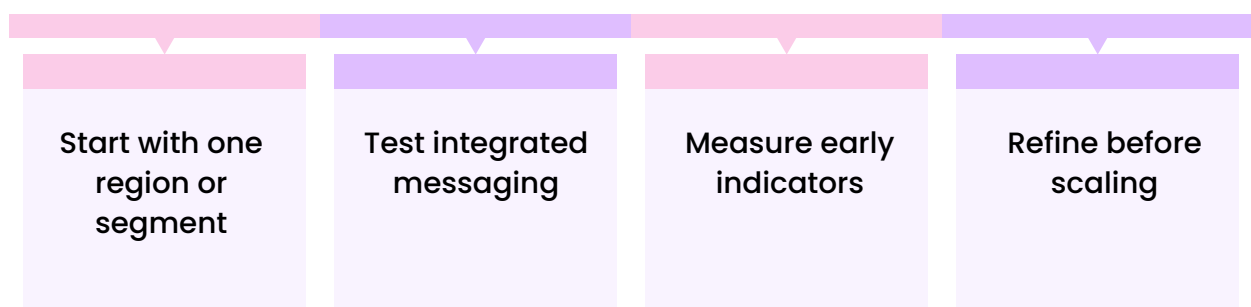 Start with one
region or
segment
Test integrated
messaging
Measure early
indicators
Refine before
scaling